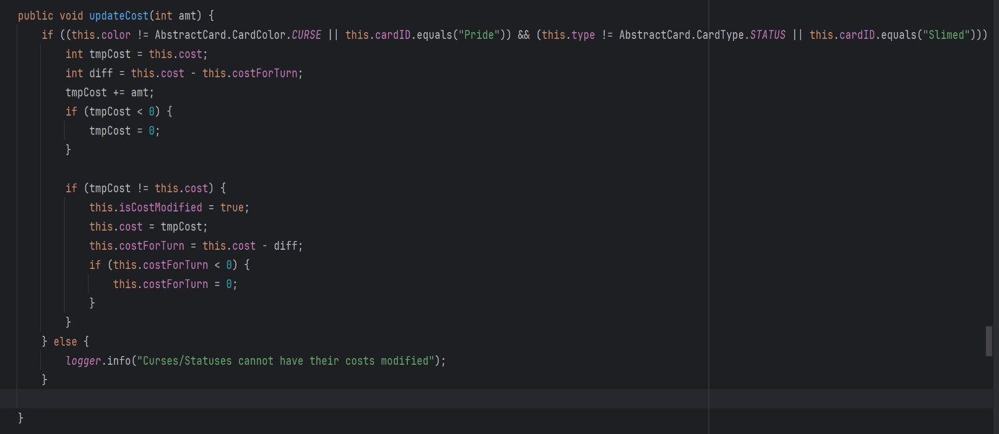 public void updateCost(int amt) {
    if ((this.color != AbstractCard.CardColor.CURSE || this.cardID.equals("Pride")) && (this.type != AbstractCard.CardType.STATUS || this.cardID.equals("Slimed")))
        int tmpCost = this.cost;
        int diff = this.cost - this.costForTurn;
        tmpCost += amt;
        if (tmpCost < 0) {
            tmpCost = 0;
        }
        if (tmpCost != this.cost) {
            this.isCostModified = true;
            this.cost = tmpCost;
            this.costForTurn = this.cost - diff;
            if (this.costForTurn < 0) {
                this.costForTurn = 0;
            }
        }
    } else {
        logger.info("Curses/Statuses cannot have their costs modified");
    }
}